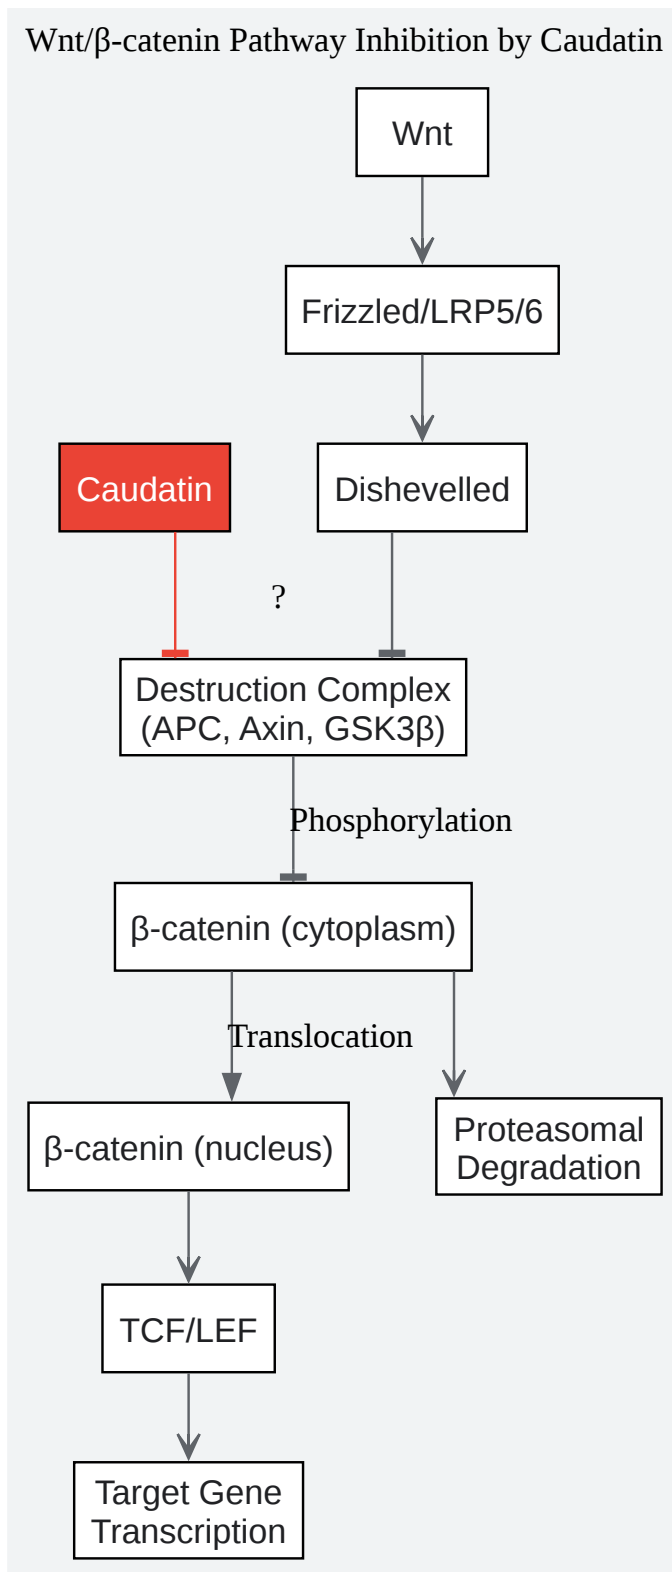 Wnt/β-catenin Pathway Inhibition by Caudatin
Wnt
Frizzled/LRP5/6
Caudatin
Dishevelled
?
Destruction Complex
(APC, Axin, GSK3β)
Phosphorylation
β-catenin (cytoplasm)
Translocation
β-catenin (nucleus)
Proteasomal
Degradation
TCF/LEF
Target Gene
Transcription